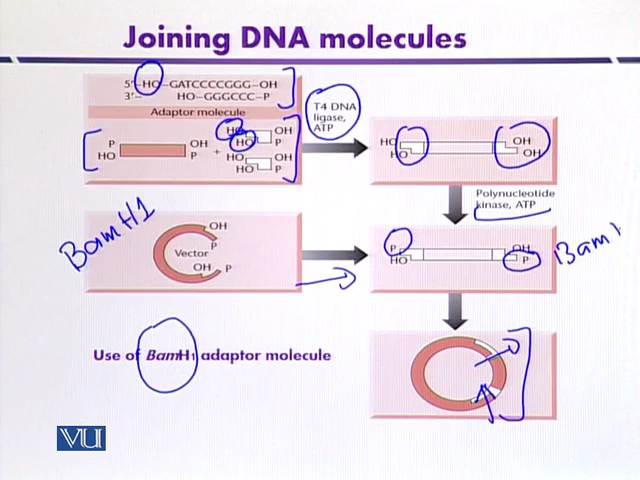 Joining DNA molecules
5'–HO–GATCCCCGGG–OH
3'– HO–GGGCCC–P
Adaptor molecule
T4 DNA
ligase,
ATP
P OH
HO P
+
HO OH
HO P
HO OH
HO P
HO OH
HO OH
Polynucleotide
kinase, ATP
BamH1
OH
P
Vector
OH P
P OH
HO P
Bam
Use of BamH1 adaptor molecule
VU